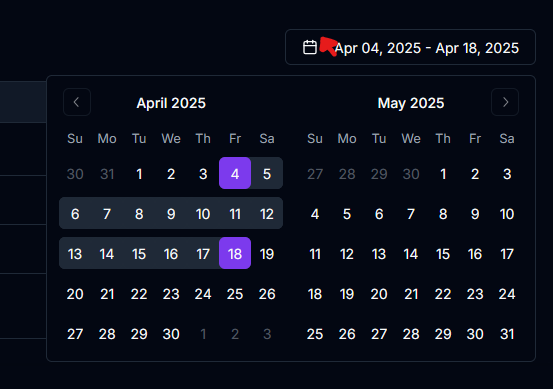 Apr 04, 2025 - Apr 18, 2025
April 2025 May 2025
Su Mo Tu We Th Fr Sa Su Mo Tu We Th Fr Sa
30 31 1 2 3 4 5 27 28 29 30 1 2 3
6 7 8 9 10 11 12 4 5 6 7 8 9 10
13 14 15 16 17 18 19 11 12 13 14 15 16 17
20 21 22 23 24 25 26 18 19 20 21 22 23 24
27 28 29 30 1 2 3 25 26 27 28 29 30 31